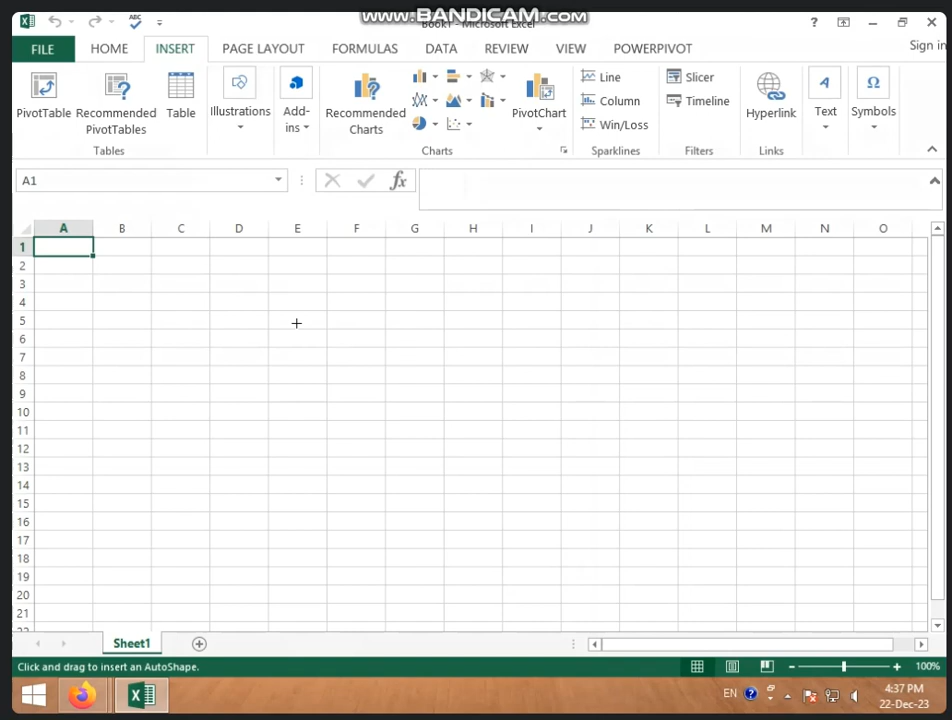 www.BANDICAM.com
Book1 - Microsoft Excel
ABC
?
FILE HOME INSERT PAGE LAYOUT FORMULAS DATA REVIEW VIEW POWERPIVOT Sign in
PivotTable Recommended PivotTables Table Illustrations Add-ins Recommended Charts PivotChart Line Column Win/Loss Slicer Timeline Hyperlink Text Symbols
Tables Charts Sparklines Filters Links
A1 fx
A B C D E F G H I J K L M N O
1
2
3
4
5
6
7
8
9
10
11
12
13
14
15
16
17
18
19
20
21
Sheet1
Click and drag to insert an AutoShape. 100%
EN 4:37 PM
22-Dec-23